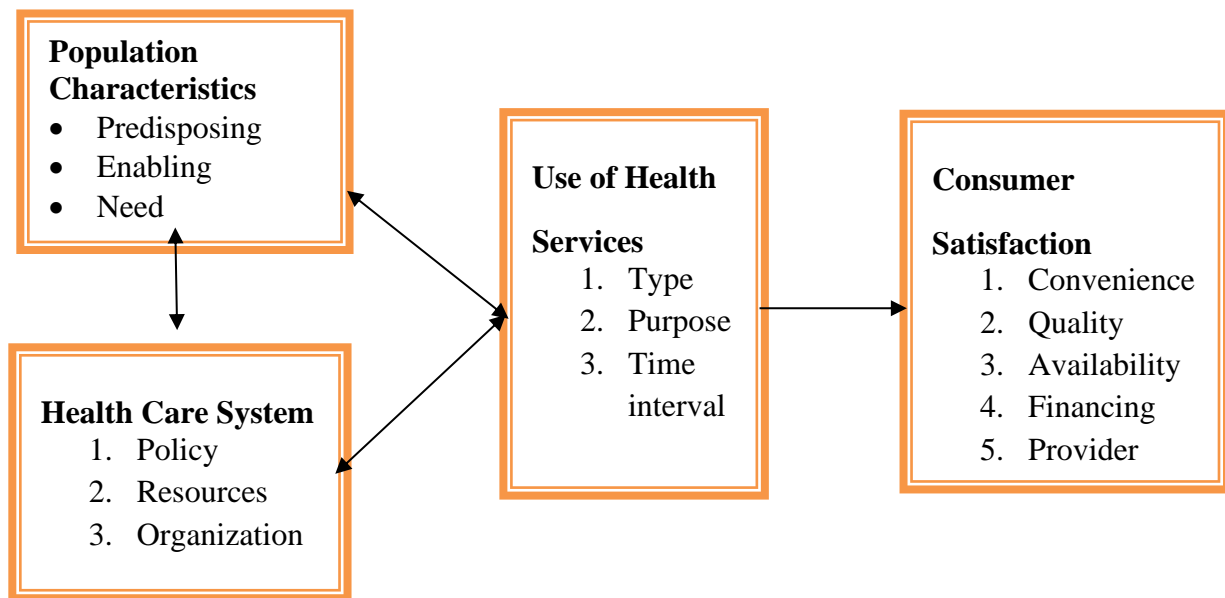 Population
Characteristics
• Predisposing
• Enabling
• Need
Health Care System
1. Policy
2. Resources
3. Organization
Use of Health
Services
1. Type
2. Purpose
3. Time
interval
Consumer
Satisfaction
1. Convenience
2. Quality
3. Availability
4. Financing
5. Provider